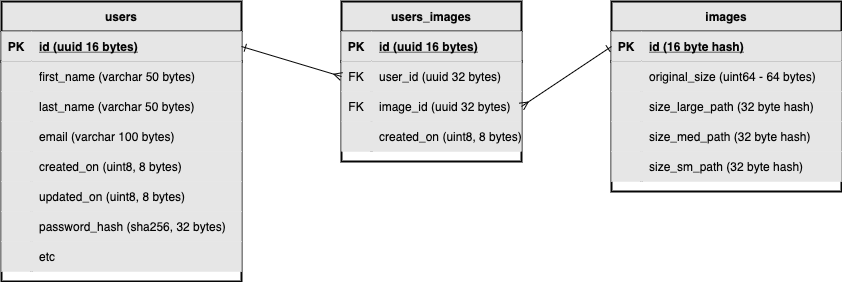 users
PK id (uuid 16 bytes)
first_name (varchar 50 bytes)
last_name (varchar 50 bytes)
email (varchar 100 bytes)
created_on (uint8, 8 bytes)
updated_on (uint8, 8 bytes)
password_hash (sha256, 32 bytes)
etc
users_images
PK id (uuid 16 bytes)
FK user_id (uuid 32 bytes)
FK image_id (uuid 32 bytes)
created_on (uint8, 8 bytes)
images
PK id (16 byte hash)
original_size (uint64 - 64 bytes)
size_large_path (32 byte hash)
size_med_path (32 byte hash)
size_sm_path (32 byte hash)